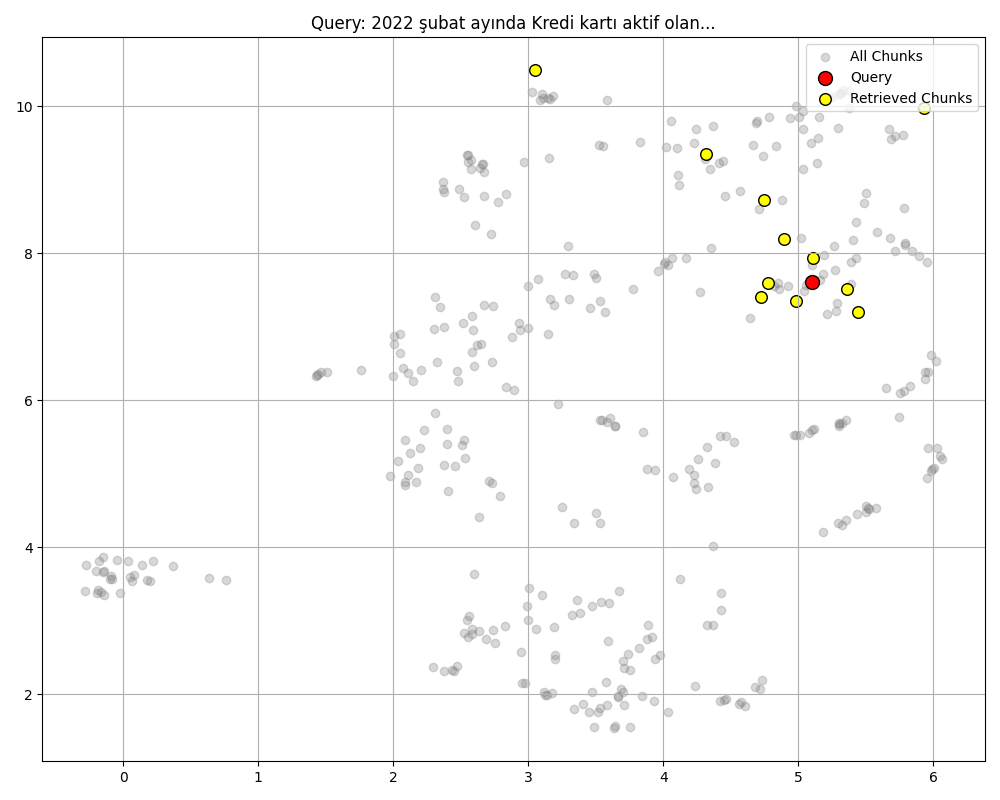 Query: 2022 şubat ayında Kredi kartı aktif olan...
All Chunks
Query
Retrieved Chunks
10
8
6
4
2
0 1 2 3 4 5 6